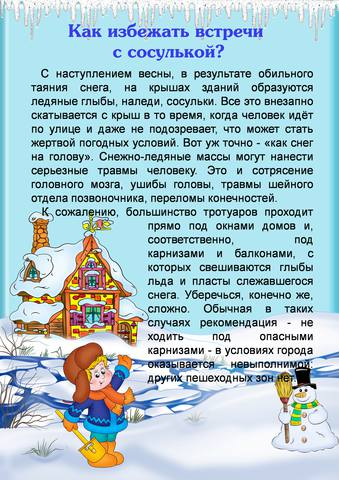 Как избежать встречи
с сосулькой?
С наступлением весны, в результате обильного
таяния снега, на крышах зданий образуются
ледяные глыбы, наледи, сосульки. Все это внезапно
скатывается с крыш в то время, когда человек идёт
по улице и даже не подозревает, что может стать
жертвой погодных условий. Вот уж точно - «как снег
на голову». Снежно-ледяные массы могут нанести
серьезные травмы человеку. Это и сотрясение
головного мозга, ушибы головы, травмы шейного
отдела позвоночника, переломы конечностей.
К сожалению, большинство тротуаров проходит
прямо под окнами домов и,
соответственно, под
карнизами и балконами, с
которых свешиваются глыбы
льда и пласты слежавшегося
снега. Уберечься, конечно же,
сложно. Обычная в таких
случаях рекомендация - не
ходить под опасными
карнизами - в условиях города
оказывается невыполнимой:
других пешеходных зон нет.